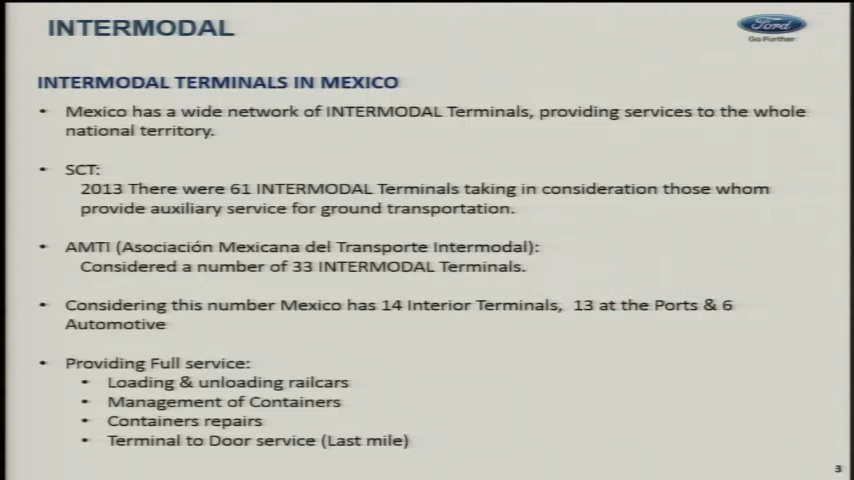 INTERMODAL
Ford
Go Further
INTERMODAL TERMINALS IN MEXICO
• Mexico has a wide network of INTERMODAL Terminals, providing services to the whole
national territory.
• SCT:
2013 There were 61 INTERMODAL Terminals taking in consideration those whom
provide auxiliary service for ground transportation.
• AMTI (Asociación Mexicana del Transporte Intermodal):
Considered a number of 33 INTERMODAL Terminals.
• Considering this number Mexico has 14 Interior Terminals, 13 at the Ports & 6
Automotive
• Providing Full service:
• Loading & unloading railcars
• Management of Containers
• Containers repairs
• Terminal to Door service (Last mile)
3